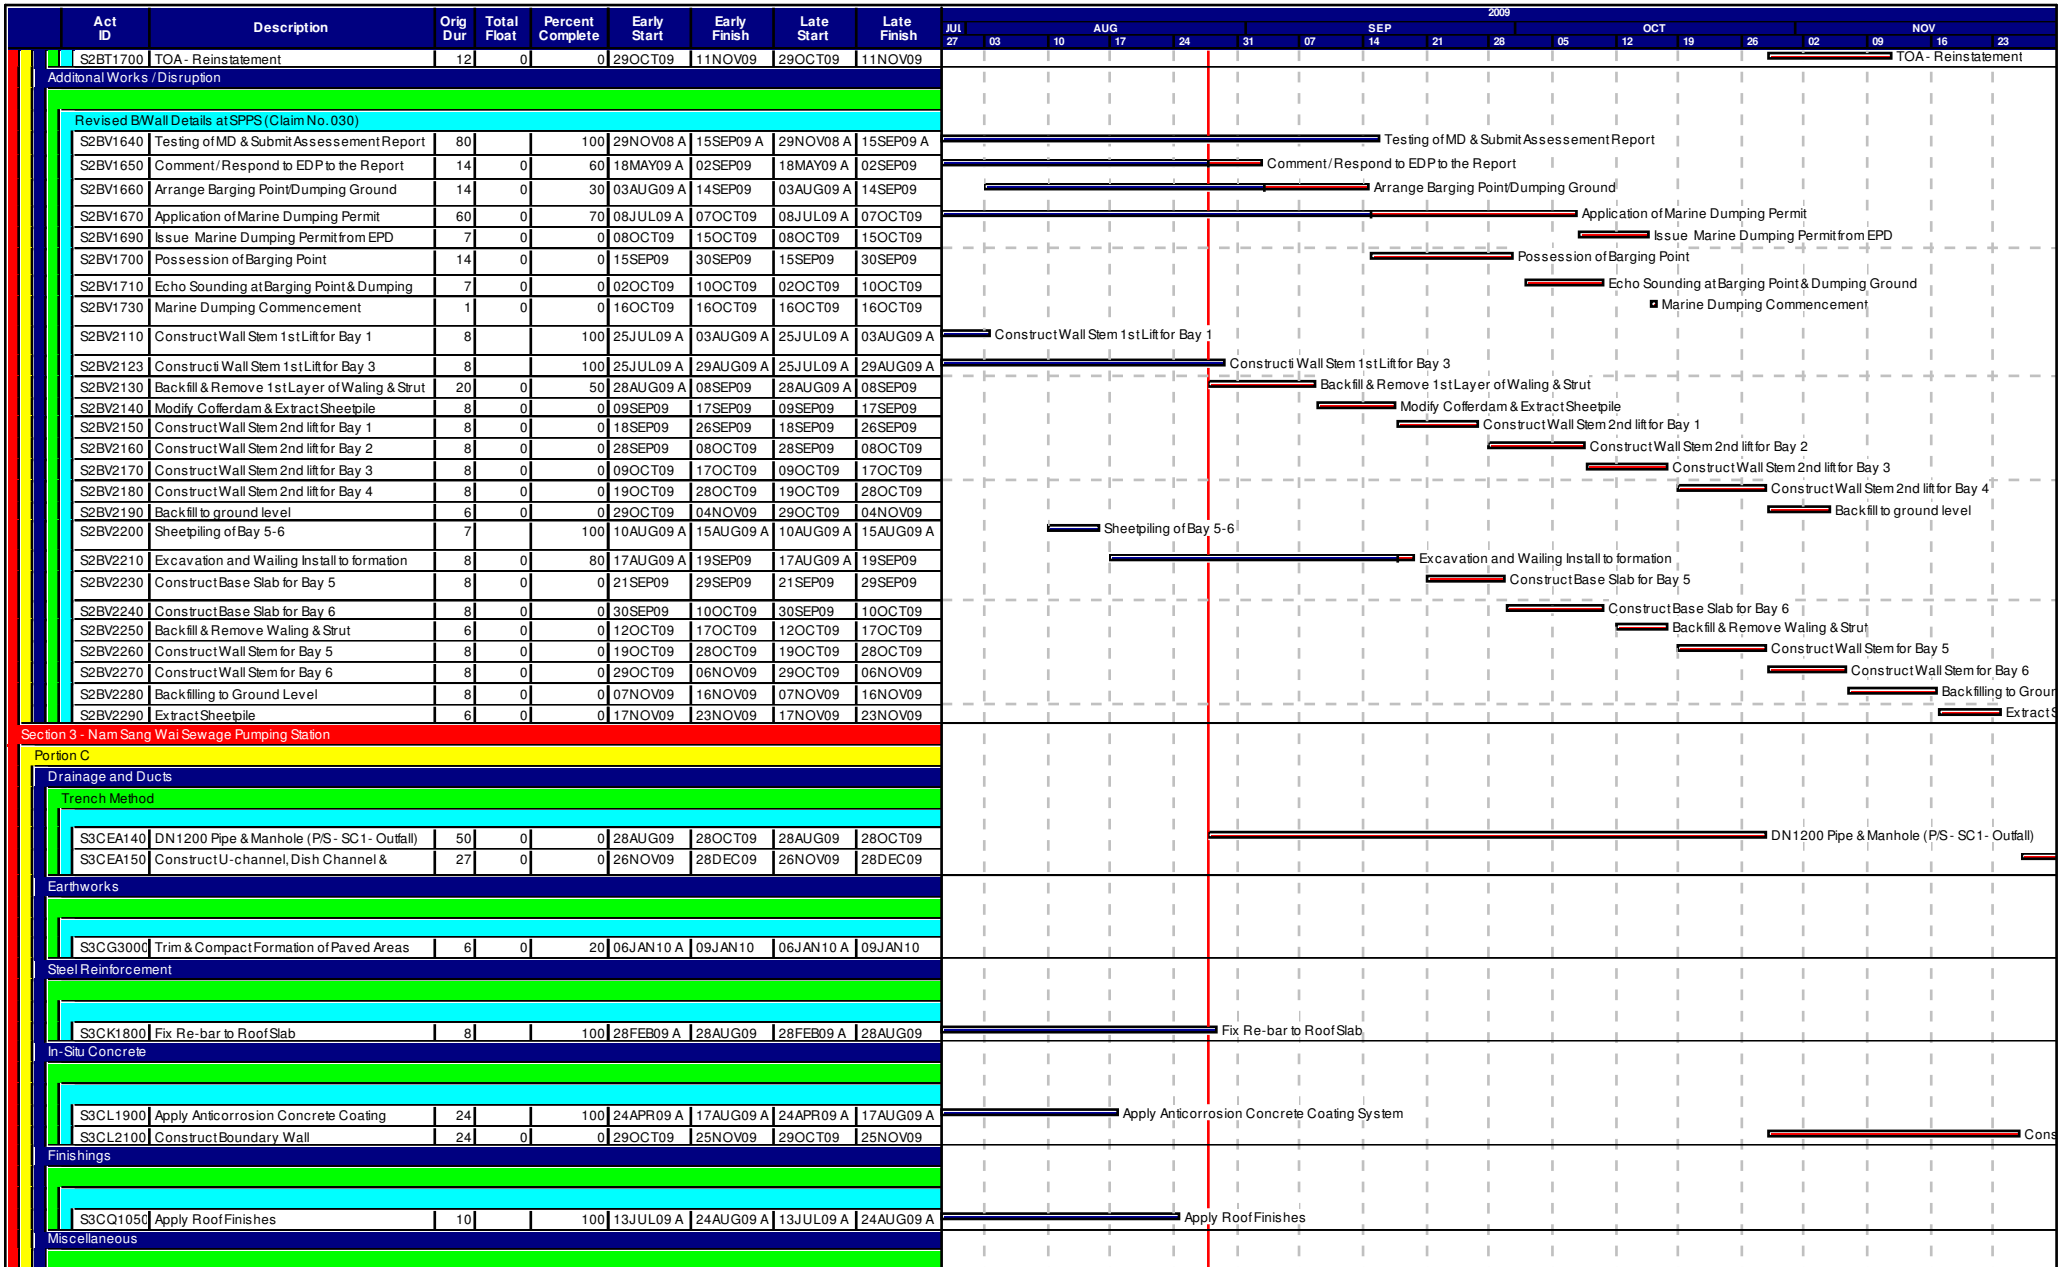 Act ID Description Orig Dur Total Float Percent Complete Early Start Early Finish Late Start Late Finish
2009
JUL AUG SEP OCT NOV
27 03 10 17 24 31 07 14 21 28 05 12 19 26 02 09 16 23
S2BT1700 TOA - Reinstatement 12 0 0 29OCT09 11NOV09 29OCT09 11NOV09 TOA - Reinstatement
Additonal Works / Disruption
Revised B/Wall Details at SPPS (Claim No. 030)
S2BV1640 Testing of MD & Submit Assessement Report 80 100 29NOV08 A 15SEP09 A 29NOV08 A 15SEP09 A Testing of MD & Submit Assessement Report
S2BV1650 Comment / Respond to EDP to the Report 14 0 60 18MAY09 A 02SEP09 18MAY09 A 02SEP09 Comment / Respond to EDP to the Report
S2BV1660 Arrange Barging Point/Dumping Ground 14 0 30 03AUG09 A 14SEP09 03AUG09 A 14SEP09 Arrange Barging Point/Dumping Ground
S2BV1670 Application of Marine Dumping Permit 60 0 70 08JUL09 A 07OCT09 08JUL09 A 07OCT09 Application of Marine Dumping Permit
S2BV1690 Issue Marine Dumping Permit from EPD 7 0 0 08OCT09 15OCT09 08OCT09 15OCT09 Issue Marine Dumping Permit from EPD
S2BV1700 Possession of Barging Point 14 0 0 15SEP09 30SEP09 15SEP09 30SEP09 Possession of Barging Point
S2BV1710 Echo Sounding at Barging Point & Dumping 7 0 0 02OCT09 10OCT09 02OCT09 10OCT09 Echo Sounding at Barging Point & Dumping Ground
S2BV1730 Marine Dumping Commencement 1 0 0 16OCT09 16OCT09 16OCT09 16OCT09 Marine Dumping Commencement
S2BV2110 Construct Wall Stem 1st Lift for Bay 1 8 100 25JUL09 A 03AUG09 A 25JUL09 A 03AUG09 A Construct Wall Stem 1st Lift for Bay 1
S2BV2123 Constructi Wall Stem 1st Lift for Bay 3 8 100 25JUL09 A 29AUG09 A 25JUL09 A 29AUG09 A Constructi Wall Stem 1st Lift for Bay 3
S2BV2130 Backfill & Remove 1st Layer of Waling & Strut 20 0 50 28AUG09 A 08SEP09 28AUG09 A 08SEP09 Backfill & Remove 1st Layer of Waling & Strut
S2BV2140 Modify Cofferdam & Extract Sheetpile 8 0 0 09SEP09 17SEP09 09SEP09 17SEP09 Modify Cofferdam & Extract Sheetpile
S2BV2150 Construct Wall Stem 2nd lift for Bay 1 8 0 0 18SEP09 26SEP09 18SEP09 26SEP09 Construct Wall Stem 2nd lift for Bay 1
S2BV2160 Construct Wall Stem 2nd lift for Bay 2 8 0 0 28SEP09 08OCT09 28SEP09 08OCT09 Construct Wall Stem 2nd lift for Bay 2
S2BV2170 Construct Wall Stem 2nd lift for Bay 3 8 0 0 09OCT09 17OCT09 09OCT09 17OCT09 Construct Wall Stem 2nd lift for Bay 3
S2BV2180 Construct Wall Stem 2nd lift for Bay 4 8 0 0 19OCT09 28OCT09 19OCT09 28OCT09 Construct Wall Stem 2nd lift for Bay 4
S2BV2190 Backfill to ground level 6 0 0 29OCT09 04NOV09 29OCT09 04NOV09 Backfill to ground level
S2BV2200 Sheetpiling of Bay 5-6 7 100 10AUG09 A 15AUG09 A 10AUG09 A 15AUG09 A Sheetpiling of Bay 5-6
S2BV2210 Excavation and Wailing Install to formation 8 0 80 17AUG09 A 19SEP09 17AUG09 A 19SEP09 Excavation and Wailing Install to formation
S2BV2230 Construct Base Slab for Bay 5 8 0 0 21SEP09 29SEP09 21SEP09 29SEP09 Construct Base Slab for Bay 5
S2BV2240 Construct Base Slab for Bay 6 8 0 0 30SEP09 10OCT09 30SEP09 10OCT09 Construct Base Slab for Bay 6
S2BV2250 Backfill & Remove Waling & Strut 6 0 0 12OCT09 17OCT09 12OCT09 17OCT09 Backfill & Remove Waling & Strut
S2BV2260 Construct Wall Stem for Bay 5 8 0 0 19OCT09 28OCT09 19OCT09 28OCT09 Construct Wall Stem for Bay 5
S2BV2270 Construct Wall Stem for Bay 6 8 0 0 29OCT09 06NOV09 29OCT09 06NOV09 Construct Wall Stem for Bay 6
S2BV2280 Backfilling to Ground Level 8 0 0 07NOV09 16NOV09 07NOV09 16NOV09 Backfilling to Groun
S2BV2290 Extract Sheetpile 6 0 0 17NOV09 23NOV09 17NOV09 23NOV09 Extract S
Section 3 - Nam Sang Wai Sewage Pumping Station
Portion C
Drainage and Ducts
Trench Method
S3CEA140 DN1200 Pipe & Manhole (P/S - SC1 - Outfall) 50 0 0 28AUG09 28OCT09 28AUG09 28OCT09 DN1200 Pipe & Manhole (P/S - SC1 - Outfall)
S3CEA150 Construct U-channel, Dish Channel & 27 0 0 26NOV09 28DEC09 26NOV09 28DEC09
Earthworks
S3CG3000 Trim & Compact Formation of Paved Areas 6 0 20 06JAN10 A 09JAN10 06JAN10 A 09JAN10
Steel Reinforcement
S3CK1800 Fix Re-bar to Roof Slab 8 100 28FEB09 A 28AUG09 28FEB09 A 28AUG09 Fix Re-bar to Roof Slab
In-Situ Concrete
S3CL1900 Apply Anticorrosion Concrete Coating 24 100 24APR09 A 17AUG09 A 24APR09 A 17AUG09 A Apply Anticorrosion Concrete Coating System
S3CL2100 Construct Boundary Wall 24 0 0 29OCT09 25NOV09 29OCT09 25NOV09 Cons
Finishings
S3CQ1050 Apply Roof Finishes 10 100 13JUL09 A 24AUG09 A 13JUL09 A 24AUG09 A Apply Roof Finishes
Miscellaneous